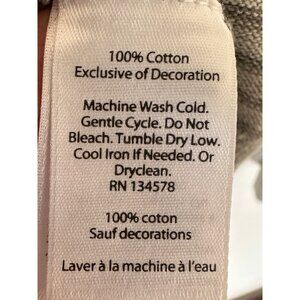 100% Cotton
Exclusive of Decoration
Machine Wash Cold.
Gentle Cycle. Do Not
Bleach. Tumble Dry Low.
Cool Iron If Needed. Or
Dryclean.
RN 134578
100% coton
Sauf decorations
Laver à la machine à l'eau